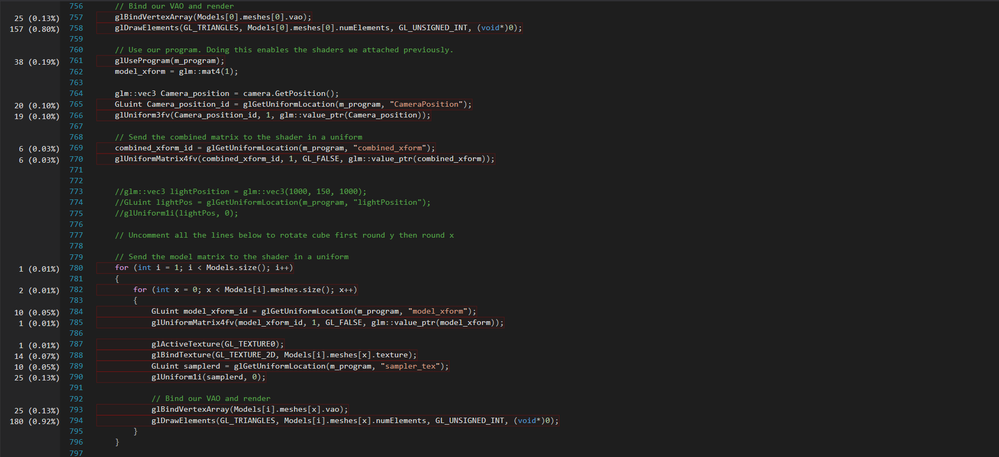 756 // Bind our VAO and render
25 (0.13%) 757 glBindVertexArray(Models[0].meshes[0].vao);
157 (0.80%) 758 glDrawElements(GL_TRIANGLES, Models[0].meshes[0].numElements, GL_UNSIGNED_INT, (void*)0);
759
760 // Use our program. Doing this enables the shaders we attached previously.
38 (0.19%) 761 glUseProgram(m_program);
762 model_xform = glm::mat4(1);
763
764 glm::vec3 Camera_position = camera.GetPosition();
20 (0.10%) 765 GLuint Camera_position_id = glGetUniformLocation(m_program, "CameraPosition");
19 (0.10%) 766 glUniform3fv(Camera_position_id, 1, glm::value_ptr(Camera_position));
767
768 // Send the combined matrix to the shader in a uniform
6 (0.03%) 769 combined_xform_id = glGetUniformLocation(m_program, "combined_xform");
6 (0.03%) 770 glUniformMatrix4fv(combined_xform_id, 1, GL_FALSE, glm::value_ptr(combined_xform));
771
772
773 //glm::vec3 lightPosition = glm::vec3(1000, 150, 1000);
774 //GLuint lightPos = glGetUniformLocation(m_program, "lightPosition");
775 //glUniform1i(lightPos, 0);
776
777 // Uncomment all the lines below to rotate cube first round y then round x
778
779 // Send the model matrix to the shader in a uniform
1 (0.01%) 780 for (int i = 1; i < Models.size(); i++)
781 {
2 (0.01%) 782 for (int x = 0; x < Models[i].meshes.size(); x++)
783 {
10 (0.05%) 784 GLuint model_xform_id = glGetUniformLocation(m_program, "model_xform");
1 (0.01%) 785 glUniformMatrix4fv(model_xform_id, 1, GL_FALSE, glm::value_ptr(model_xform));
786
1 (0.01%) 787 glActiveTexture(GL_TEXTURE0);
14 (0.07%) 788 glBindTexture(GL_TEXTURE_2D, Models[i].meshes[x].texture);
10 (0.05%) 789 GLuint samplerd = glGetUniformLocation(m_program, "sampler_tex");
25 (0.13%) 790 glUniform1i(samplerd, 0);
791
792 // Bind our VAO and render
25 (0.13%) 793 glBindVertexArray(Models[i].meshes[x].vao);
180 (0.92%) 794 glDrawElements(GL_TRIANGLES, Models[i].meshes[x].numElements, GL_UNSIGNED_INT, (void*)0);
795 }
796 }
797